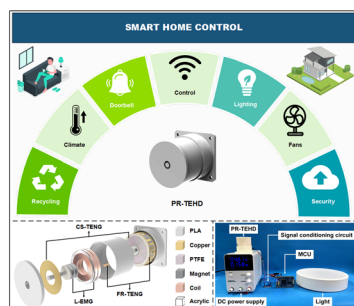 SMART HOME CONTROL
Control
Doorbell
Lighting
Climate
Fans
Recycling
Security
PR-TEHD
CS-TENG
L-EMG
FR-TENG
PLA
Copper
PTFE
Magnet
Coil
Acrylic
PR-TEHD
Signal conditioning circuit
MCU
DC power supply
Light